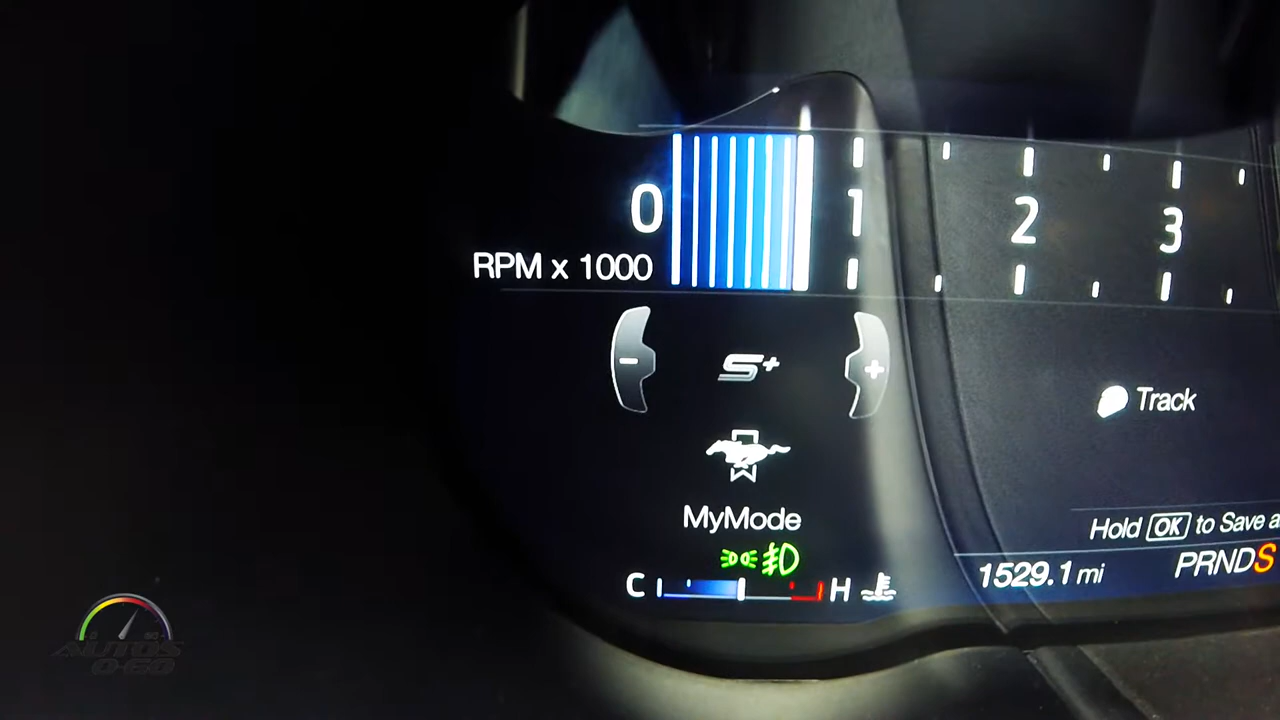 0 1 2 3
RPM x 1000
- S+ +
Track
MyMode
Hold OK to Save a
C H
1529.1 mi
PRNDS
AUTOS
0-60